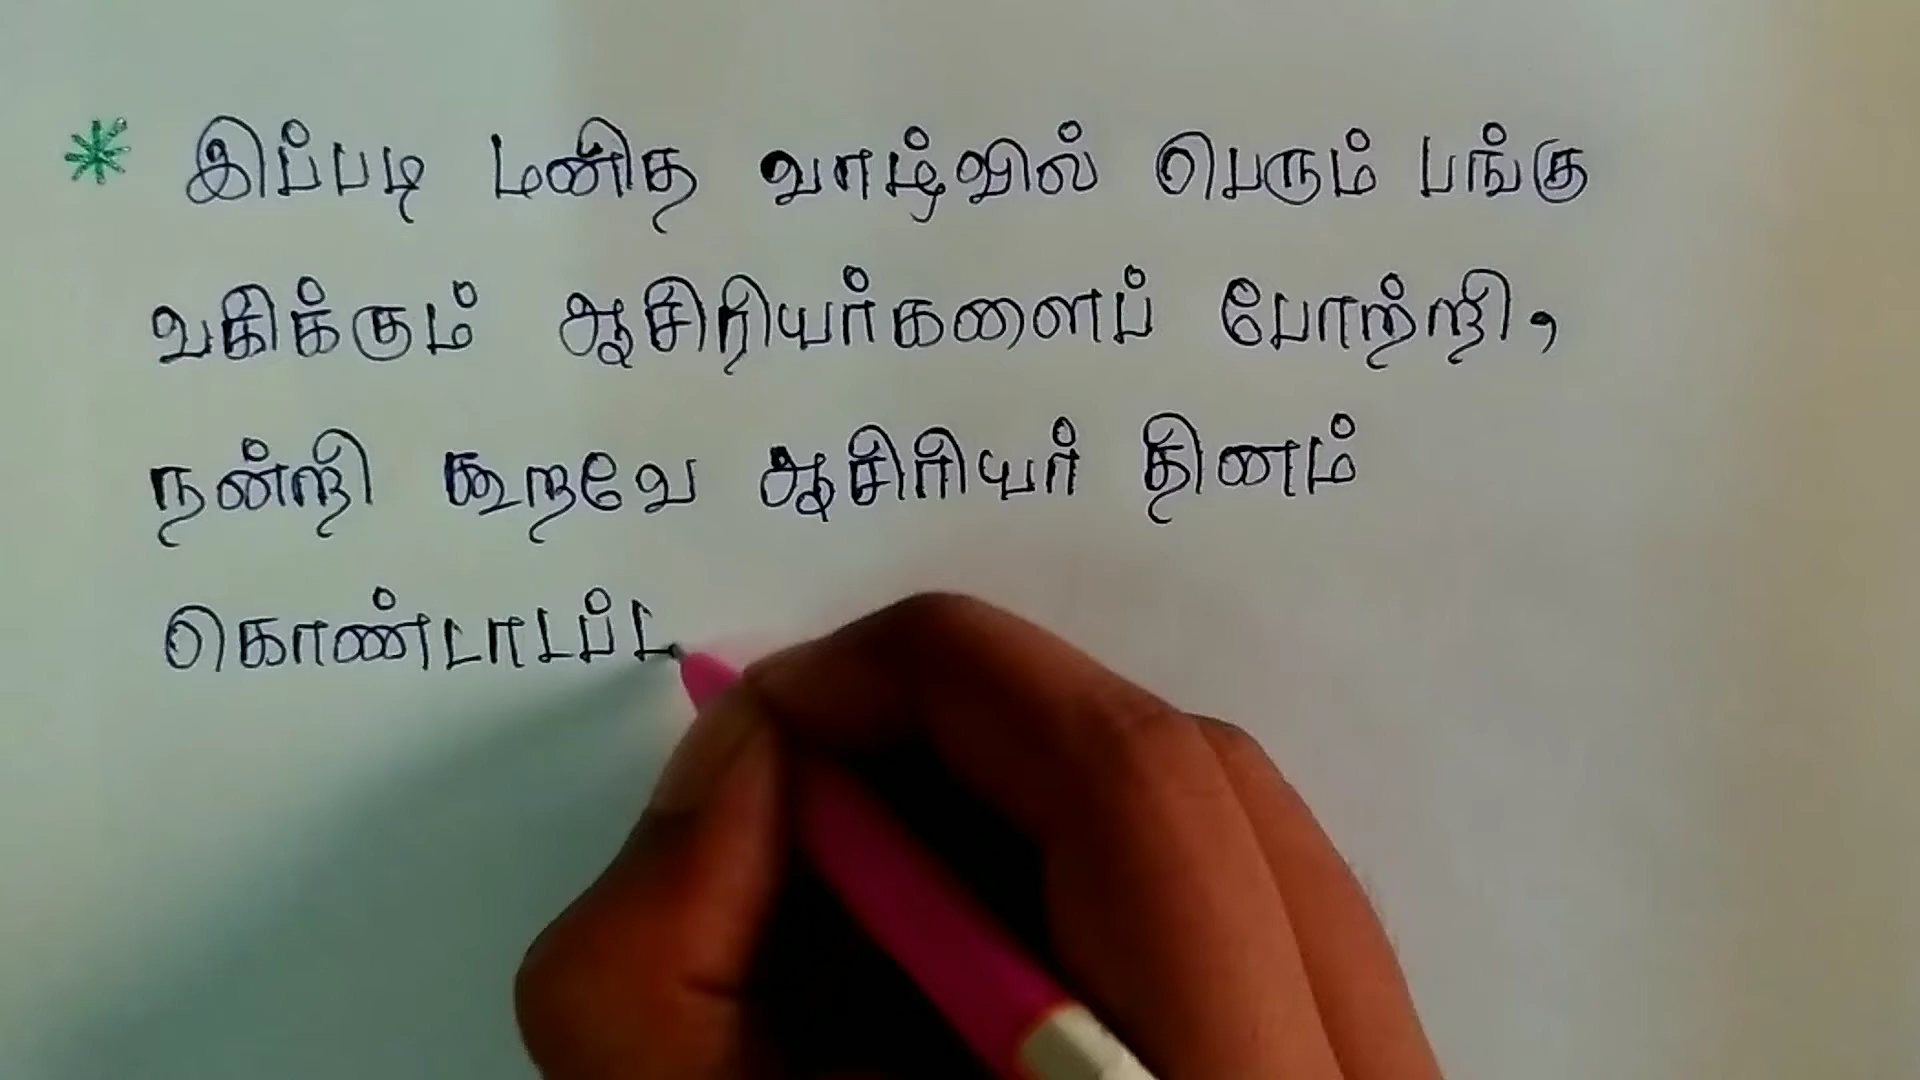 * இப்படி மனித வாழ்வில் பெரும் பங்கு
வகிக்கும் ஆசிரியர்களைப் போற்றி,
நன்றி கூறவே ஆசிரியர் தினம்
கொண்டாடப்ட